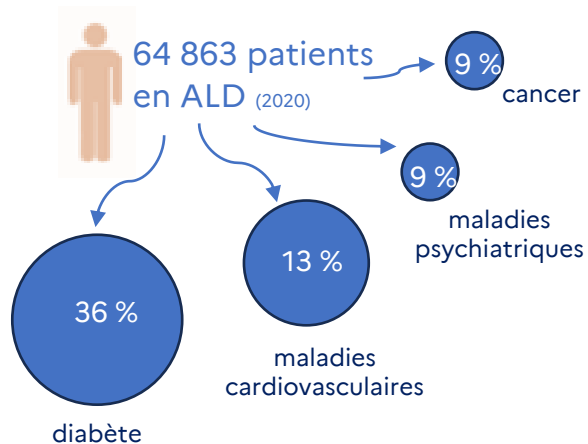 64 863 patients
en ALD (2020)
9 %
cancer
9 %
maladies
psychiatriques
13 %
maladies
cardiovasculaires
36 %
diabète